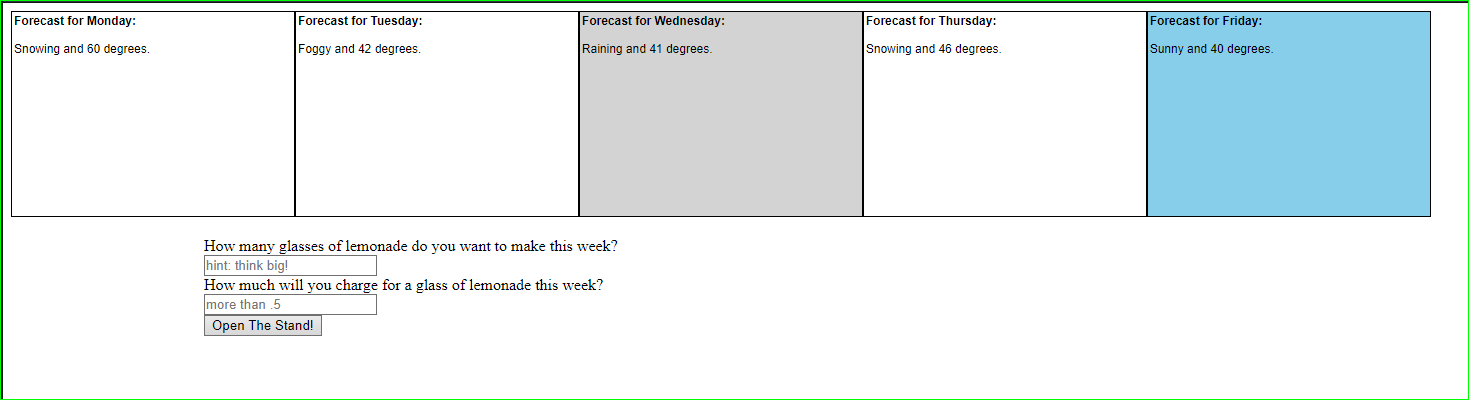 Forecast for Monday:
Snowing and 60 degrees.
Forecast for Tuesday:
Foggy and 42 degrees.
Forecast for Wednesday:
Raining and 41 degrees.
Forecast for Thursday:
Snowing and 46 degrees.
Forecast for Friday:
Sunny and 40 degrees.
How many glasses of lemonade do you want to make this week?
hint: think big!
How much will you charge for a glass of lemonade this week?
more than .5
Open The Stand!